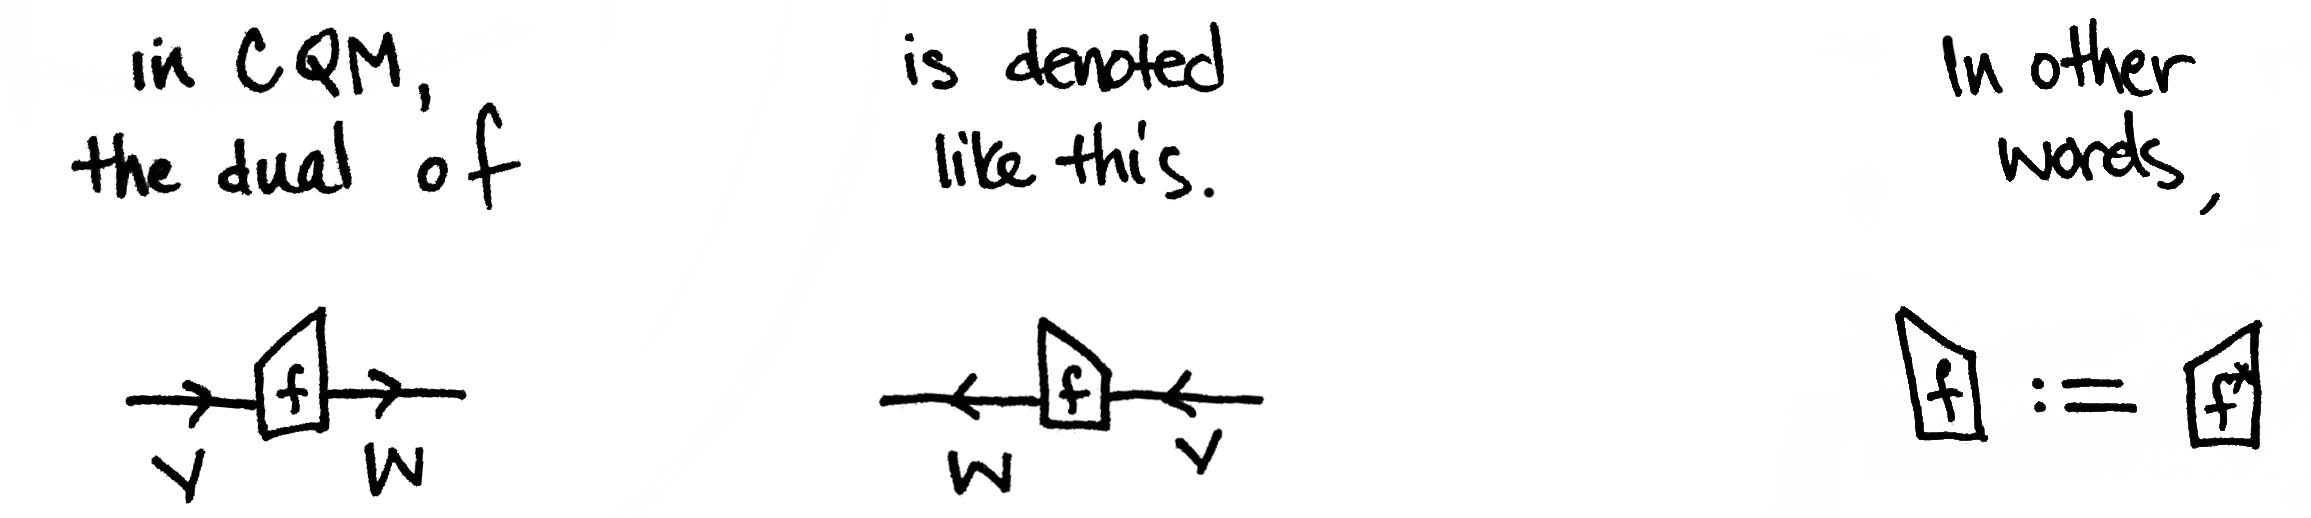 in CQM,
the dual of
is denoted
like this.
In other
words,
f
V
W
f
W
V
f := f*